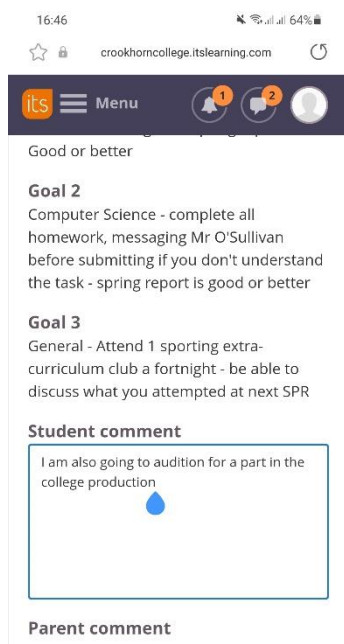 16:46
64%
crookhorncollege.itslearning.com
its Menu 1 2
Good or better
Goal 2
Computer Science - complete all
homework, messaging Mr O'Sullivan
before submitting if you don't understand
the task - spring report is good or better
Goal 3
General - Attend 1 sporting extra-
curriculum club a fortnight - be able to
discuss what you attempted at next SPR
Student comment
I am also going to audition for a part in the
college production
Parent comment